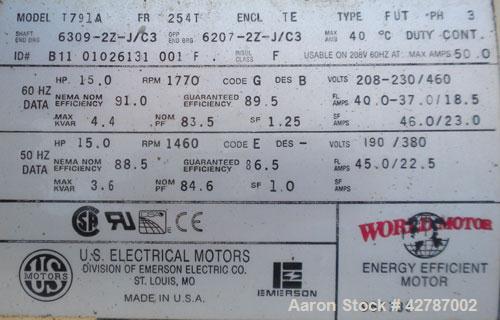 MODEL T791A FR 254T ENCL TE TYPE FUT PH 3
SHAFT END BRG 6309-2Z-J/C3 OPP END BRG 6207-2Z-J/C3 MAX AMB 40 °C DUTY CONT.
ID# B11 01026131 001 F INSUL CLASS F USABLE ON 208V 60HZ AT MAX AMPS 50.0
60 HZ DATA
HP 15.0 RPM 1770 CODE G DES B VOLTS 208-230/460
NEMA NOM EFFICIENCY 91.0 GUARANTEED EFFICIENCY 89.5 FL AMPS 40.0-37.0/18.5
MAX KVAR 4.4 NOM PF 83.5 SF 1.25 SF AMPS 46.0/23.0
50 HZ DATA
HP 15.0 RPM 1460 CODE E DES - VOLTS 190 /380
NEMA NOM EFFICIENCY 88.5 GUARANTEED EFFICIENCY 86.5 FL AMPS 45.0/22.5
MAX KVAR 3.6 NOM PF 84.6 SF 1.0 SF AMPS
SA UR CE
US MOTORS
U.S. ELECTRICAL MOTORS
DIVISION OF EMERSON ELECTRIC CO.
ST. LOUIS, MO
MADE IN U.S.A.
EMERSON
WORLD MOTOR
ENERGY EFFICIENT
MOTOR
Aaron Stock # 42787002